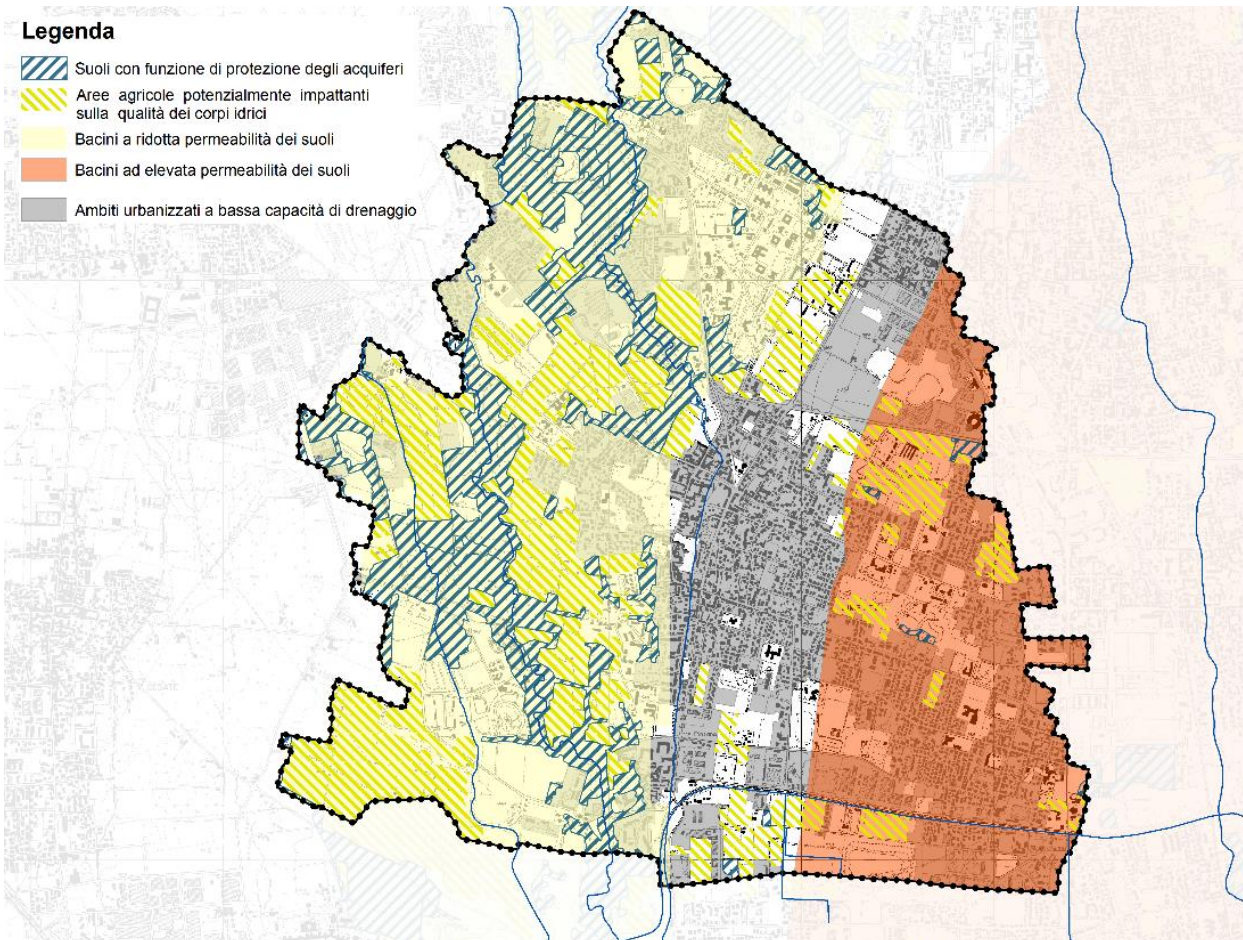 Legenda
Suoli con funzione di protezione degli acquiferi
Aree agricole potenzialmente impattanti
sulla qualità dei corpi idrici
Bacini a ridotta permeabilità dei suoli
Bacini ad elevata permeabilità dei suoli
Ambiti urbanizzati a bassa capacità di drenaggio
CESATE